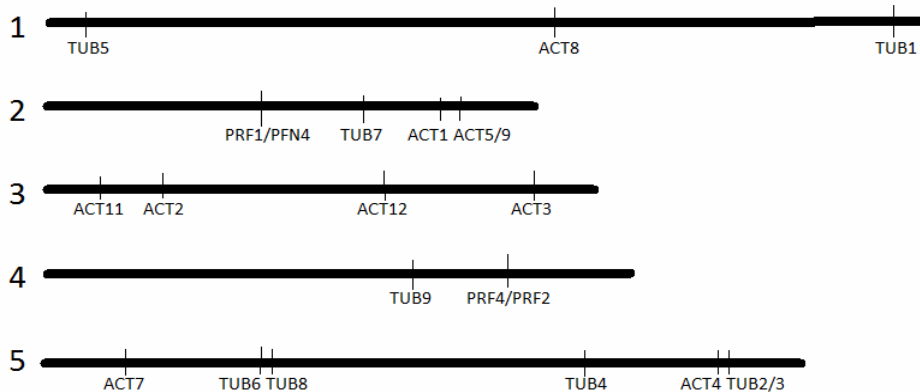 1
TUB5 ACT8 TUB1
2
PRF1/PFN4 TUB7 ACT1 ACT5/9
3
ACT11 ACT2 ACT12 ACT3
4
TUB9 PRF4/PRF2
5
ACT7 TUB6 TUB8 TUB4 ACT4 TUB2/3